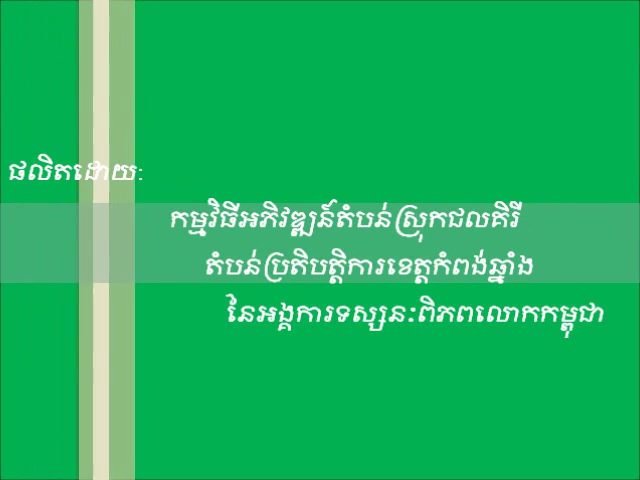 ផលិតដោយ:
កម្មវិធីអភិវឌ្ឍន៍តំបន់ស្រុកជលគិរី
តំបន់ប្រតិបត្តិការខេត្តកំពង់ឆ្នាំង
នៃអង្គការទស្សនៈពិភពលោកកម្ពុជា